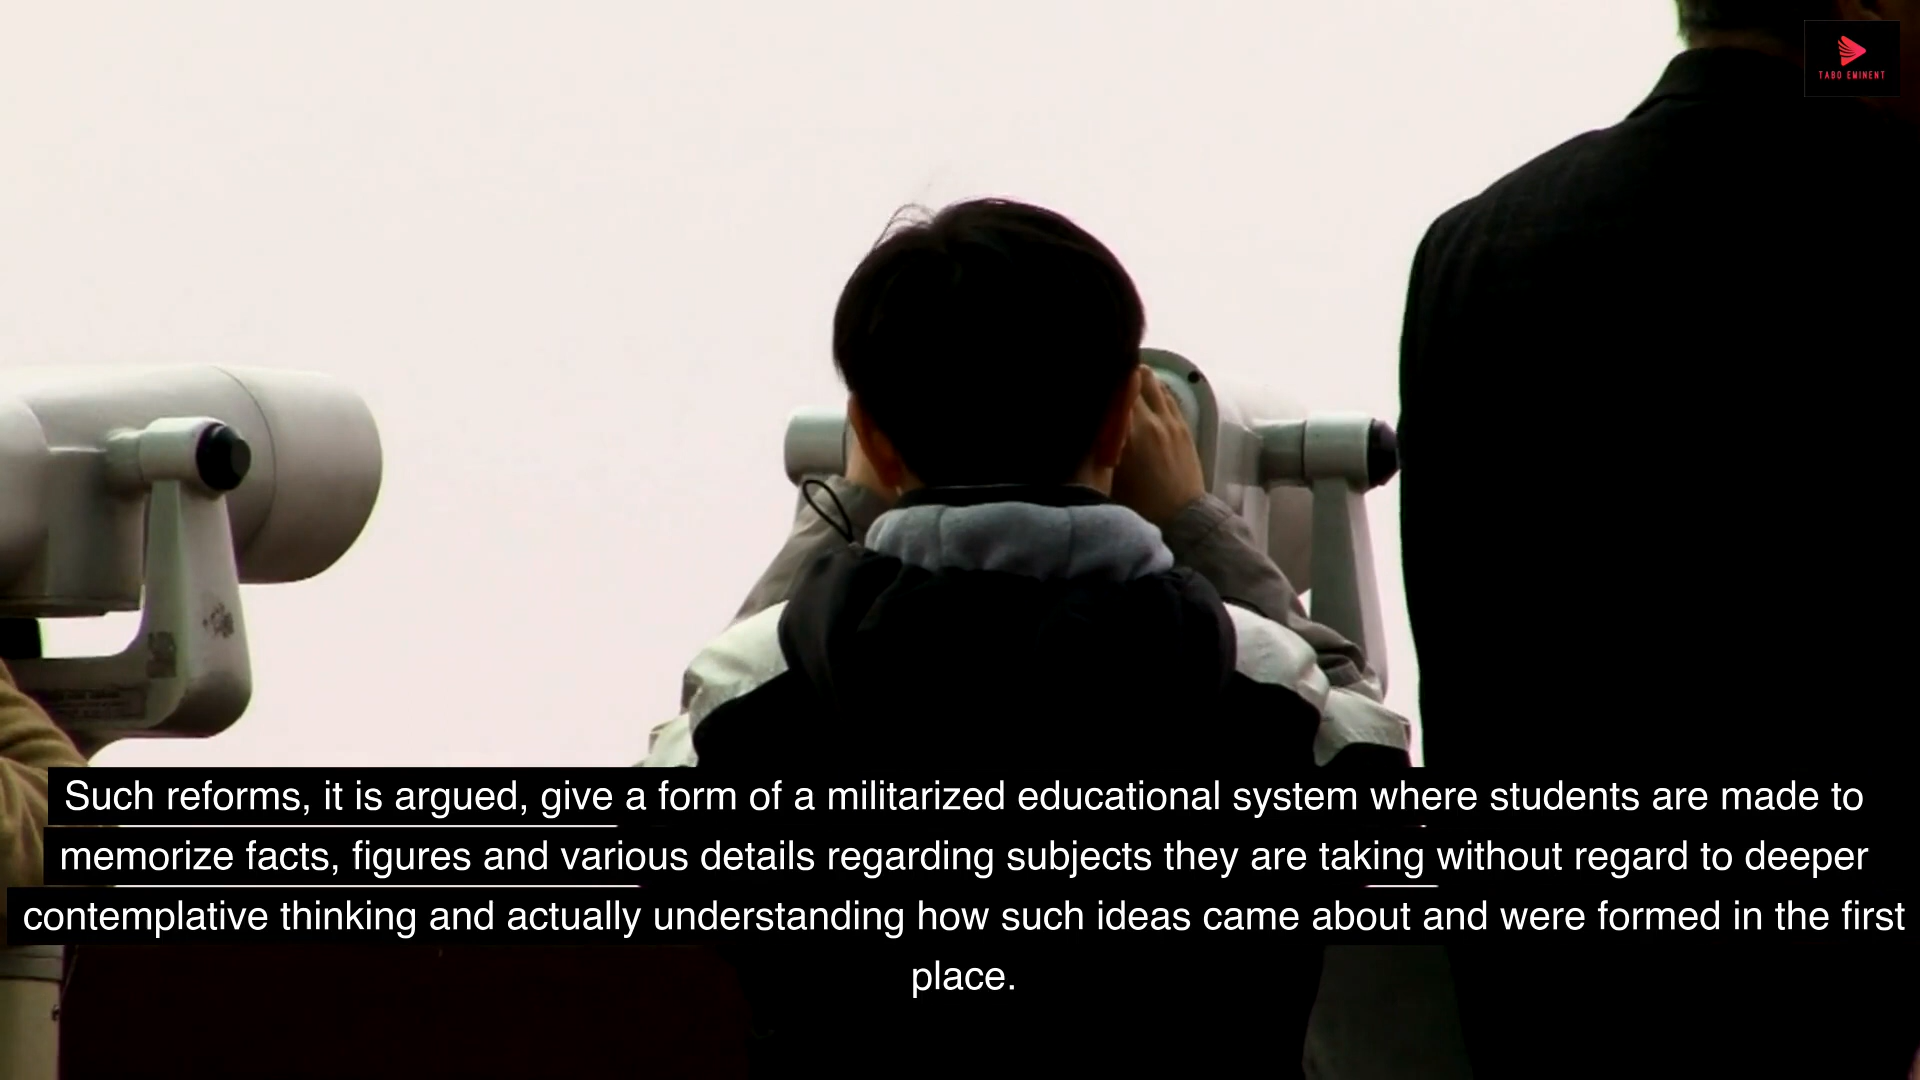 TABO EMINENT
Such reforms, it is argued, give a form of a militarized educational system where students are made to
memorize facts, figures and various details regarding subjects they are taking without regard to deeper
contemplative thinking and actually understanding how such ideas came about and were formed in the first
place.